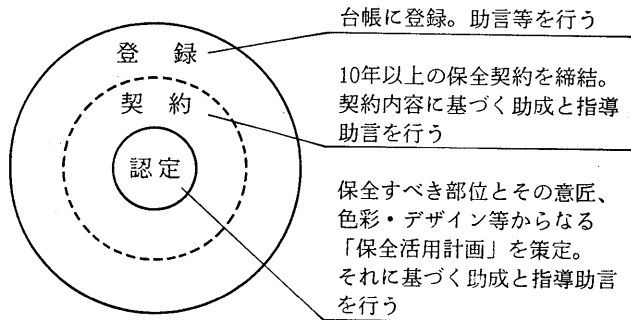 登　録
契　約
認定
台帳に登録。助言等を行う
10年以上の保全契約を締結。
契約内容に基づく助成と指導
助言を行う
保全すべき部位とその意匠、
色彩・デザイン等からなる
「保全活用計画」を策定。
それに基づく助成と指導助言
を行う